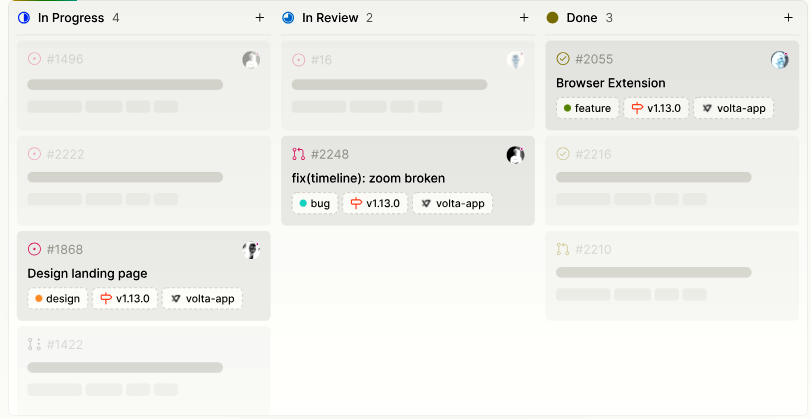 In Progress 4 +
#1496
#2222
#1868
Design landing page
design v1.13.0 volta-app
#1422
In Review 2 +
#16
#2248
fix(timeline): zoom broken
bug v1.13.0 volta-app
Done 3 +
#2055
Browser Extension
feature v1.13.0 volta-app
#2216
#2210